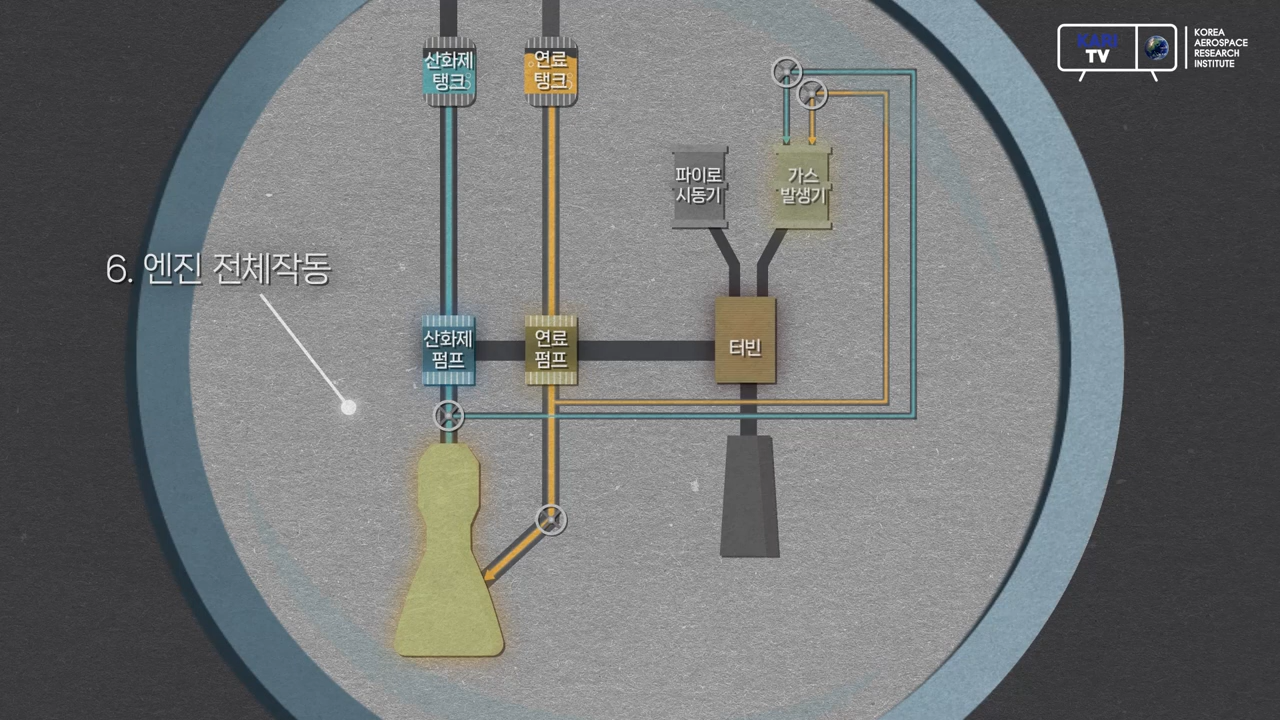 산화제
탱크
연료
탱크
KARI
TV
KOREA
AEROSPACE
RESEARCH
INSTITUTE
파이로
시동기
가스
발생기
6. 엔진 전체작동
산화제
펌프
연료
펌프
터빈